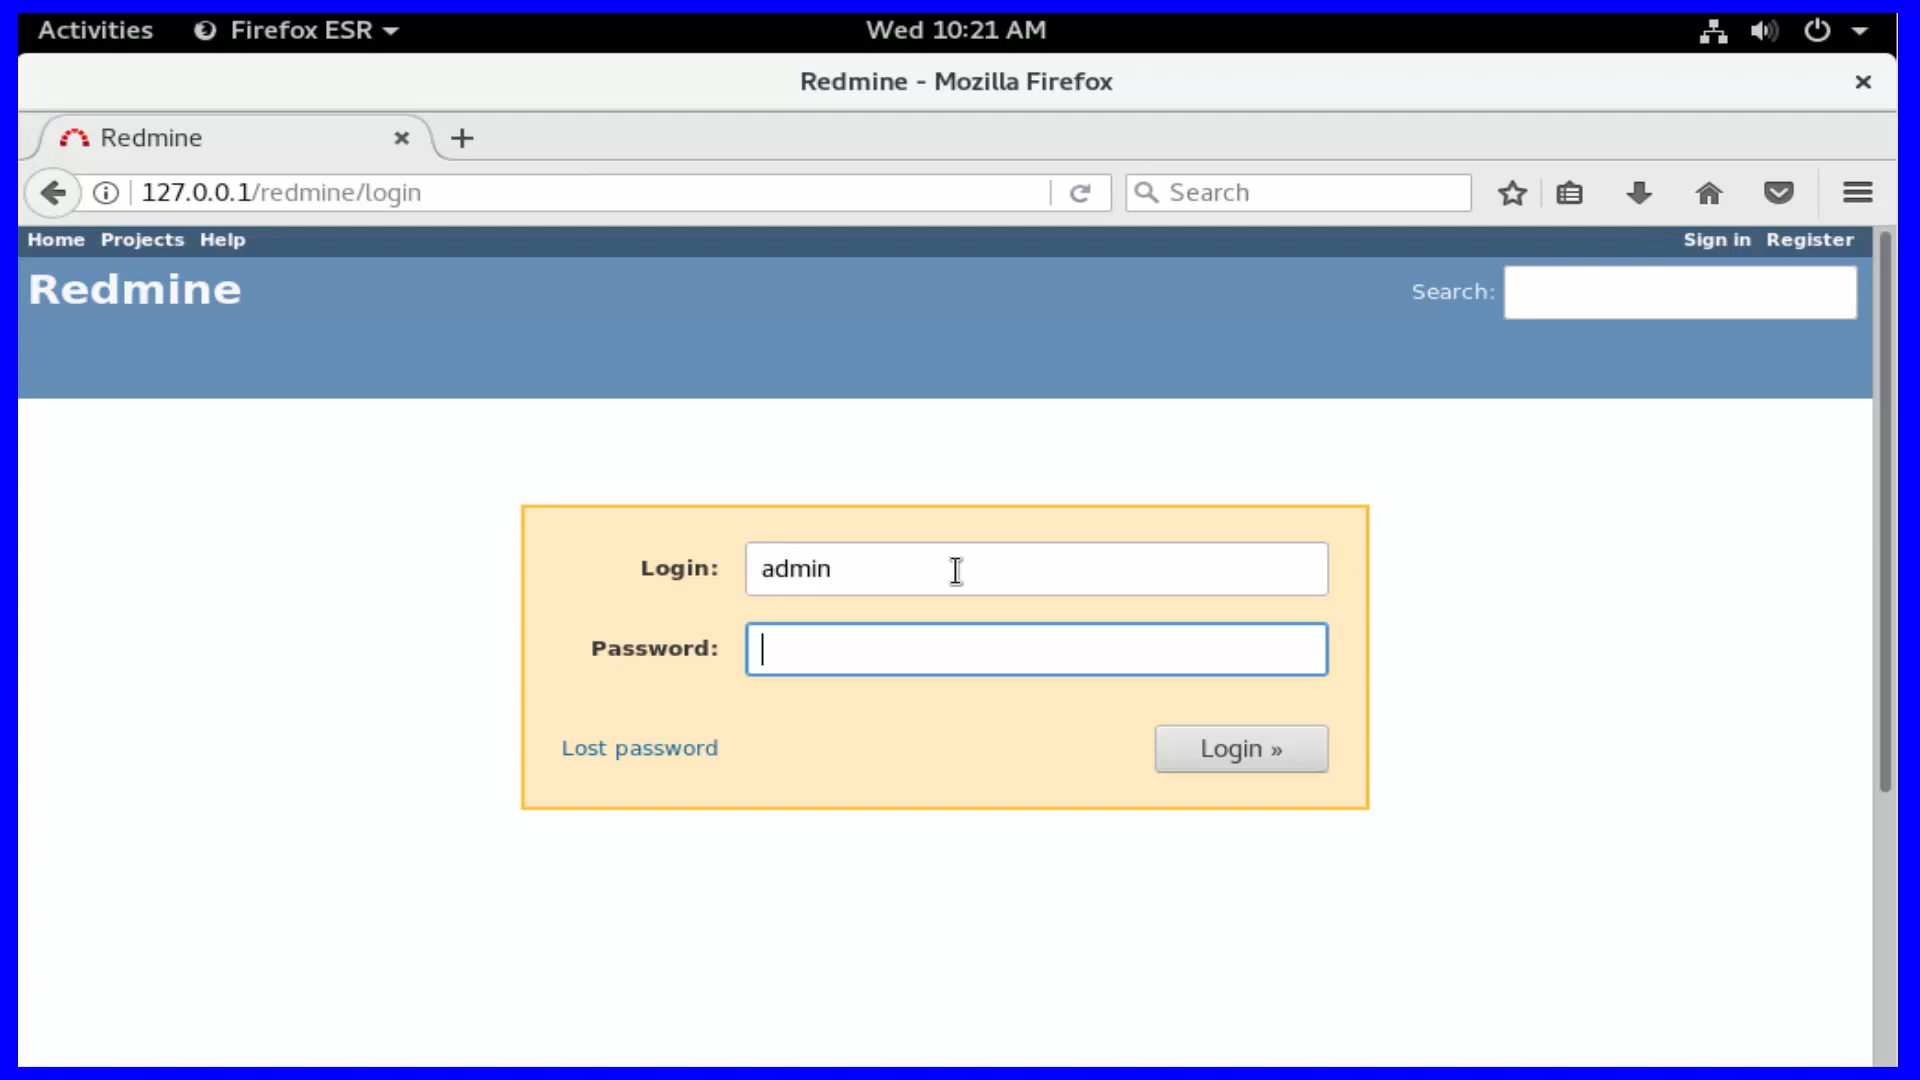 Activities Firefox ESR Wed 10:21 AM
Redmine - Mozilla Firefox
Redmine
127.0.0.1/redmine/login Search
Home Projects Help Sign in Register
Redmine Search:
Login: admin
Password:
Lost password Login »